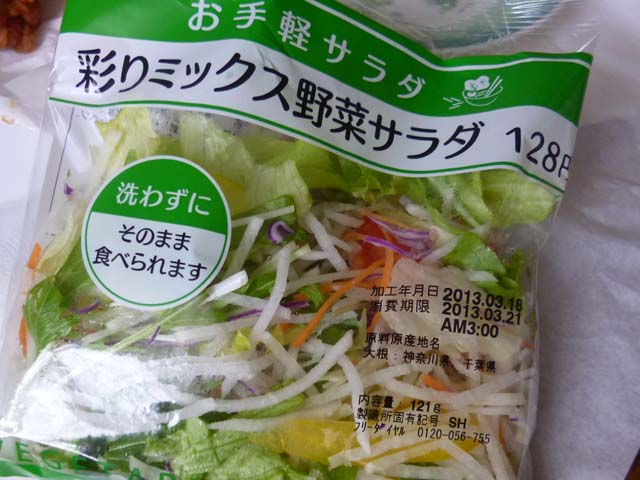 お手軽サラダ
彩りミックス野菜サラダ 128円
洗わずに
そのまま
食べられます
加工年月日 2013.03.18
消費期限 2013.03.21
AM3:00
原料原産地名
大根:神奈川県 千葉県
内容量 121g
製造所固有記号 SH
フリーダイヤル 0120-056-755